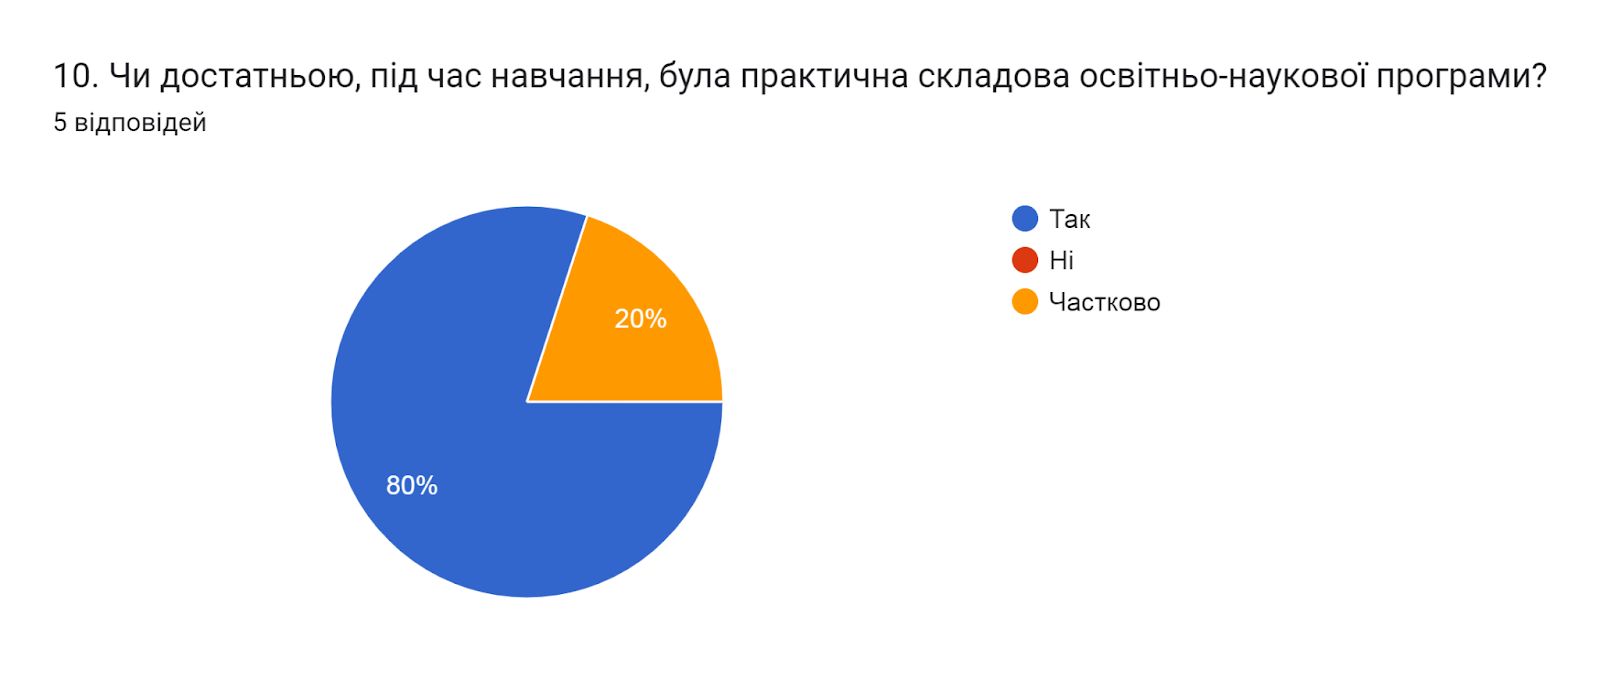 10. Чи достатньою, під час навчання, була практична складова освітньо-наукової програми?
5 відповідей
Так
Ні
Частково
20%
80%